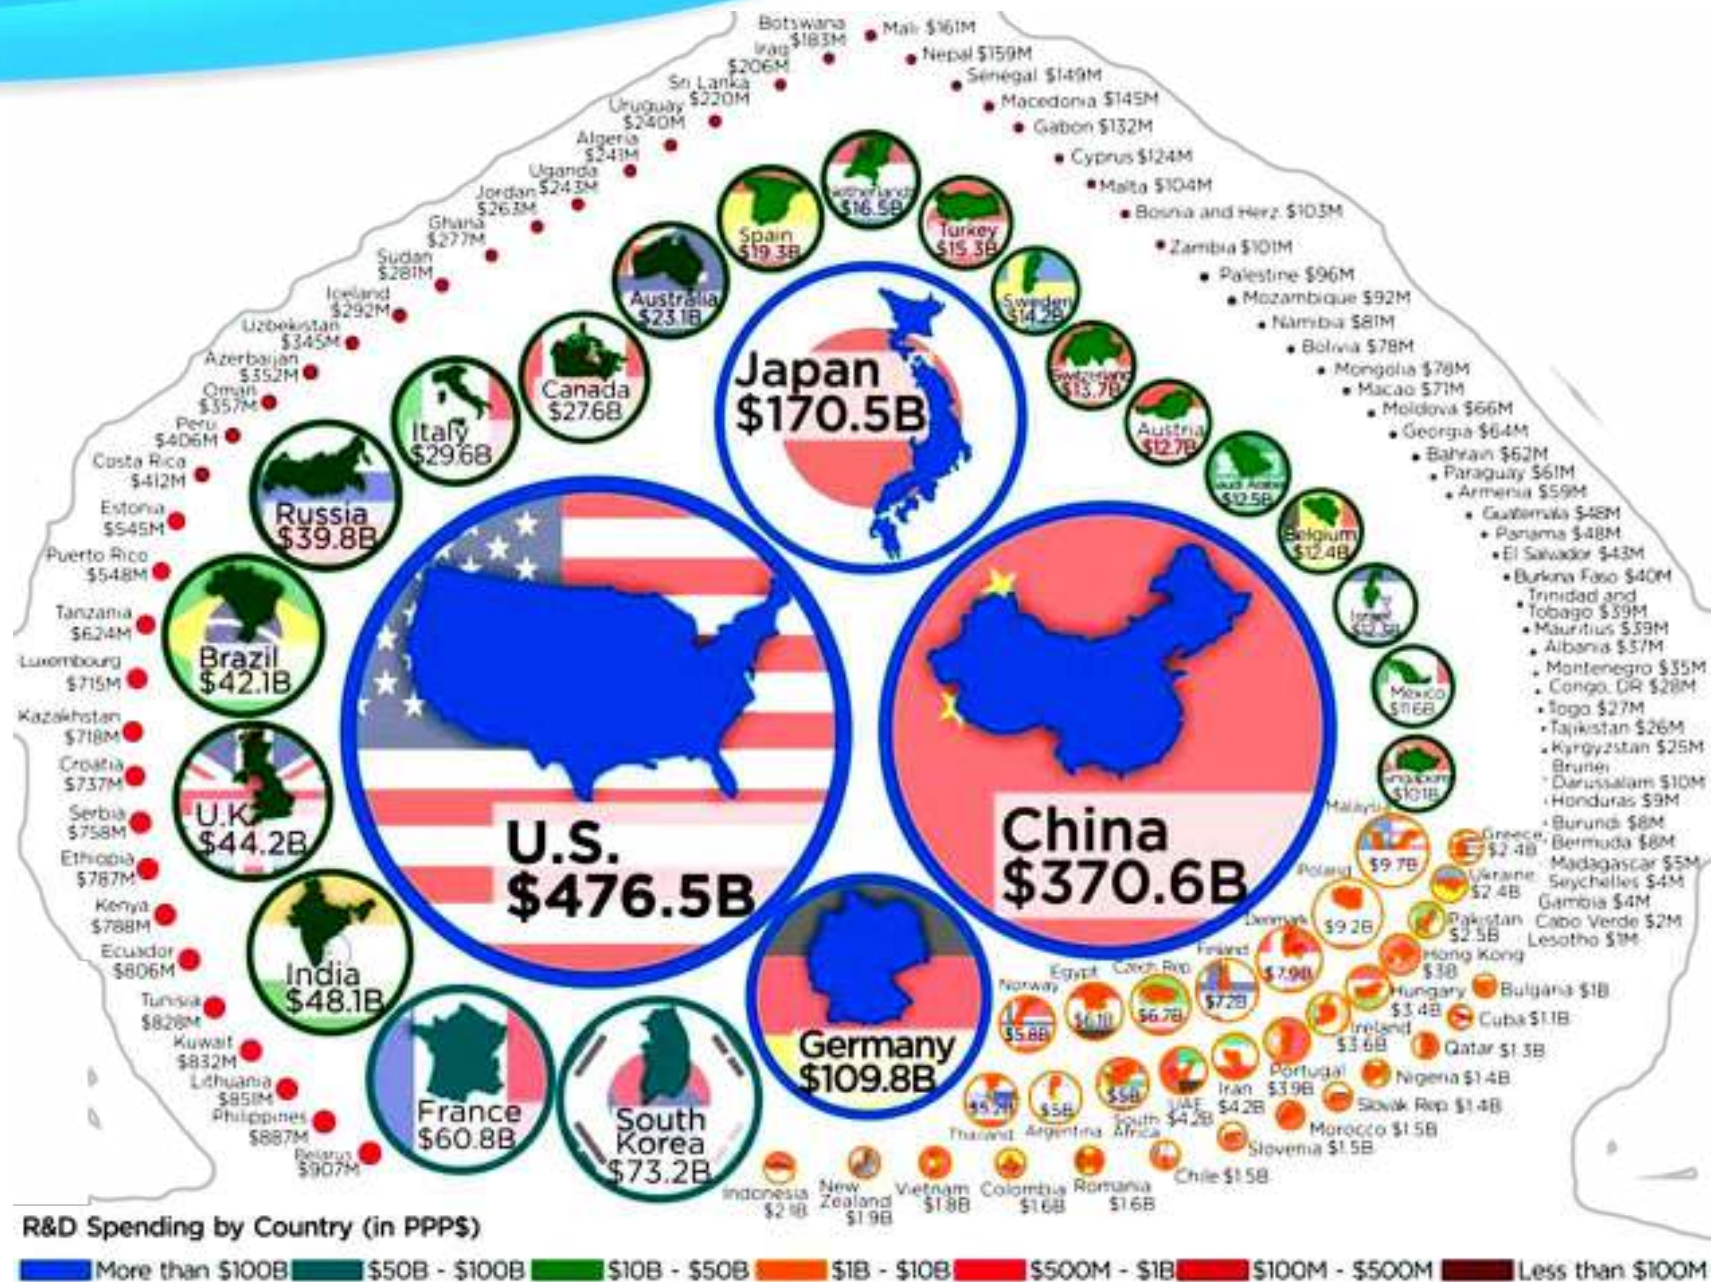 Botswana
$183M
Iraq
$206M
Sri Lanka
$220M
Uruguay
$240M
Algeria
$241M
Uganda
$243M
Jordan
$263M
Ghana
$277M
Sudan
$281M
Iceland
$292M
Uzbekistan
$345M
Azerbaijan
$352M
Oman
$357M
Peru
$406M
Costa Rica
$412M
Estonia
$545M
Puerto Rico
$548M
Tanzania
$624M
Luxembourg
$715M
Kazakhstan
$718M
Croatia
$737M
Serbia
$758M
Ethiopia
$787M
Kenya
$788M
Ecuador
$806M
Tunisia
$828M
Kuwait
$832M
Lithuania
$851M
Philippines
$887M
Belarus
$907M
Mali $161M
Nepal $159M
Senegal $149M
Macedonia $145M
Gabon $132M
Cyprus $124M
Malta $104M
Bosnia and Herz. $103M
Zambia $101M
Palestine $96M
Mozambique $92M
Namibia $81M
Bolivia $78M
Mongolia $78M
Macao $71M
Moldova $66M
Georgia $64M
Bahrain $62M
Paraguay $61M
Armenia $59M
Guatemala $48M
Panama $48M
El Salvador $43M
Burkina Faso $40M
Trinidad and
Tobago $39M
Mauritius $39M
Albania $37M
Montenegro $35M
Congo, DR $28M
Togo $27M
Tajikistan $26M
Kyrgyzstan $25M
Brunei
Darussalam $10M
Honduras $9M
Burundi $8M
Bermuda $8M
Madagascar $5M
Seychelles $4M
Gambia $4M
Cabo Verde $2M
Lesotho $1M
Netherlands
$16.5B
Spain
$19.3B
Turkey
$15.3B
Australia
$23.1B
Sweden
$14.2B
Canada
$27.6B
Switzerland
$13.7B
Italy
$29.6B
Austria
$12.7B
Russia
$39.8B
Saudi Arabia
$12.5B
Belgium
$12.4B
Brazil
$42.1B
Israel
U.K.
$44.2B
Mexico
$11.6B
India
$48.1B
Singapore
$10.1B
Japan
$170.5B
U.S.
$476.5B
China
$370.6B
Germany
$109.8B
France
$60.8B
South
Korea
$73.2B
Malaysia
$9.7B
Greece
$2.4B
Poland
$9.2B
Ukraine
$2.4B
Denmark
$7.9B
Pakistan
$2.5B
Finland
$7.2B
Hong Kong
$3B
Czech Rep.
$6.7B
Egypt
$6.1B
Norway
$5.8B
Hungary
$3.4B
Bulgaria $1B
Ireland
$3.6B
Cuba $1.1B
Portugal
$3.9B
Qatar $1.3B
Iran
$4.2B
Nigeria $1.4B
UAE
$4.2B
Slovak Rep. $1.4B
South
Africa
$5B
Morocco $1.5B
Argentina
$5B
Slovenia $1.5B
Thailand
$5.2B
Chile $1.5B
Indonesia
$2.1B
New
Zealand
$1.9B
Vietnam
$1.8B
Colombia
$1.6B
Romania
$1.6B
R&D Spending by Country (in PPP$)
More than $100B
$50B - $100B
$10B - $50B
$1B - $10B
$500M - $1B
$100M - $500M
Less than $100M